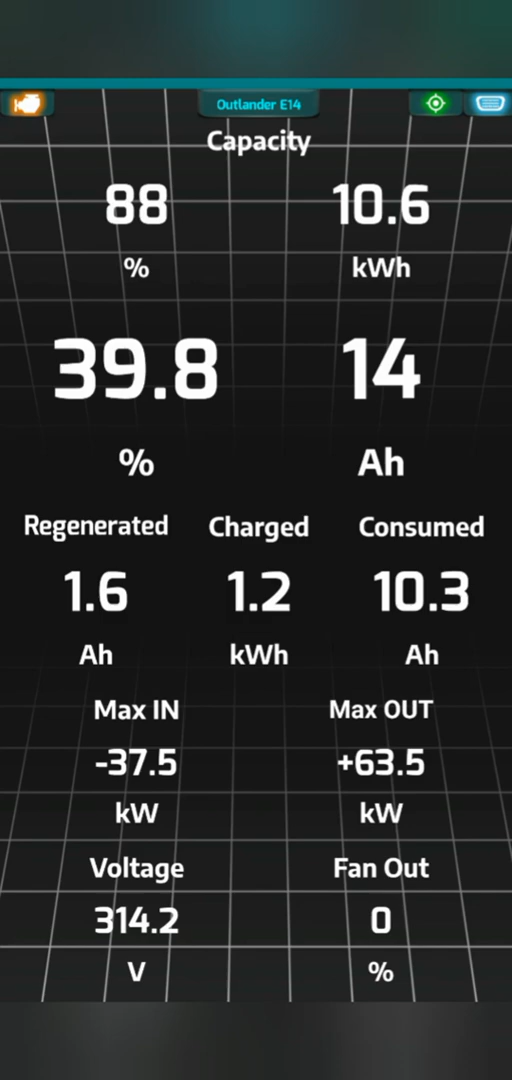 Outlander E14
Capacity
88 10.6
% kWh
39.8 14
% Ah
Regenerated Charged Consumed
1.6 1.2 10.3
Ah kWh Ah
Max IN Max OUT
-37.5 +63.5
kW kW
Voltage Fan Out
314.2 0
V %